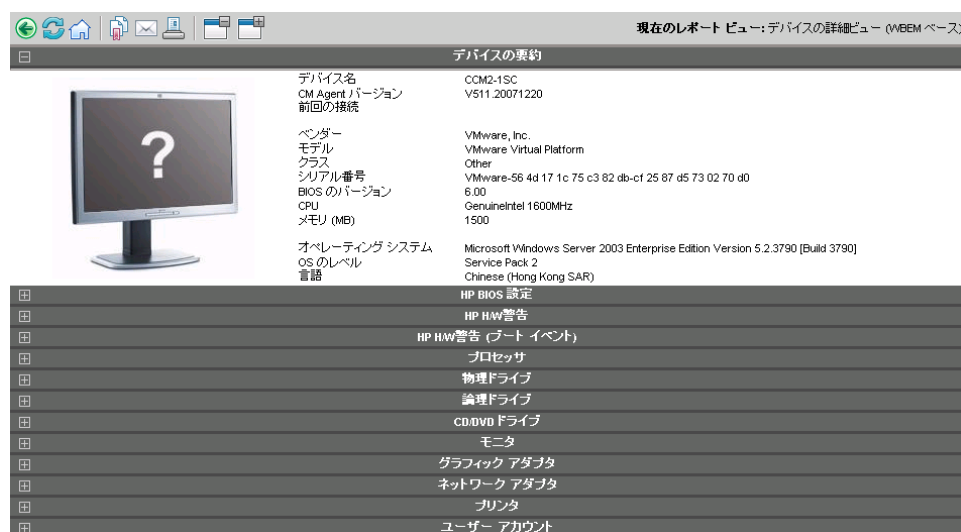 現在のレポート ビュー: デバイスの詳細ビュー (WBEM ベース)
デバイスの要約
デバイス名 CCM2-1SC
CM Agent バージョン V511.20071220
前回の接続
ベンダー VMware, Inc.
モデル VMware Virtual Platform
クラス Other
シリアル番号 VMware-56 4d 17 1c 75 c3 82 db-cf 25 87 d5 73 02 70 d0
BIOS のバージョン 6.00
CPU GenuineIntel 1600MHz
メモリ (MB) 1500
オペレーティング システム Microsoft Windows Server 2003 Enterprise Edition Version 5.2.3790 [Build 3790]
OS のレベル Service Pack 2
言語 Chinese (Hong Kong SAR)
HP BIOS 設定
HP H/W警告
HP H/W警告 (ブート イベント)
プロセッサ
物理ドライブ
論理ドライブ
CD/DVD ドライブ
モニタ
グラフィック アダプタ
ネットワーク アダプタ
プリンタ
ユーザー アカウント
?